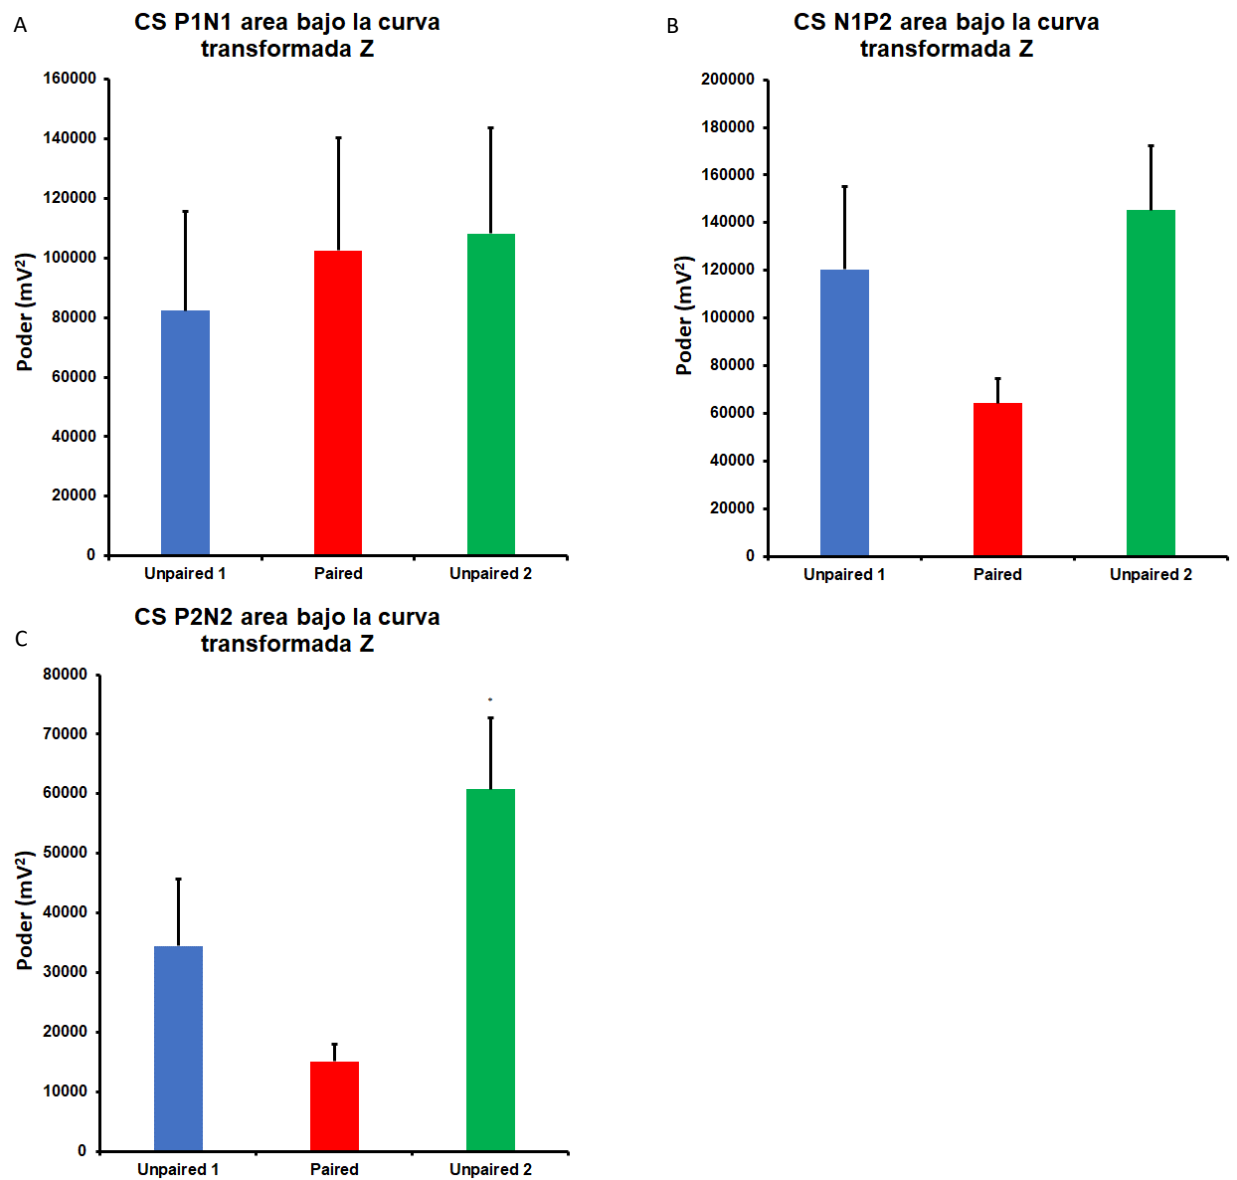 A
CS P1N1 area bajo la curva
transformada Z
Poder (mV²)
160000
140000
120000
100000
80000
60000
40000
20000
0
Unpaired 1
Paired
Unpaired 2
B
CS N1P2 area bajo la curva
transformada Z
Poder (mV²)
200000
180000
160000
140000
120000
100000
80000
60000
40000
20000
0
Unpaired 1
Paired
Unpaired 2
C
CS P2N2 area bajo la curva
transformada Z
Poder (mV²)
80000
70000
60000
50000
40000
30000
20000
10000
0
*
Unpaired 1
Paired
Unpaired 2